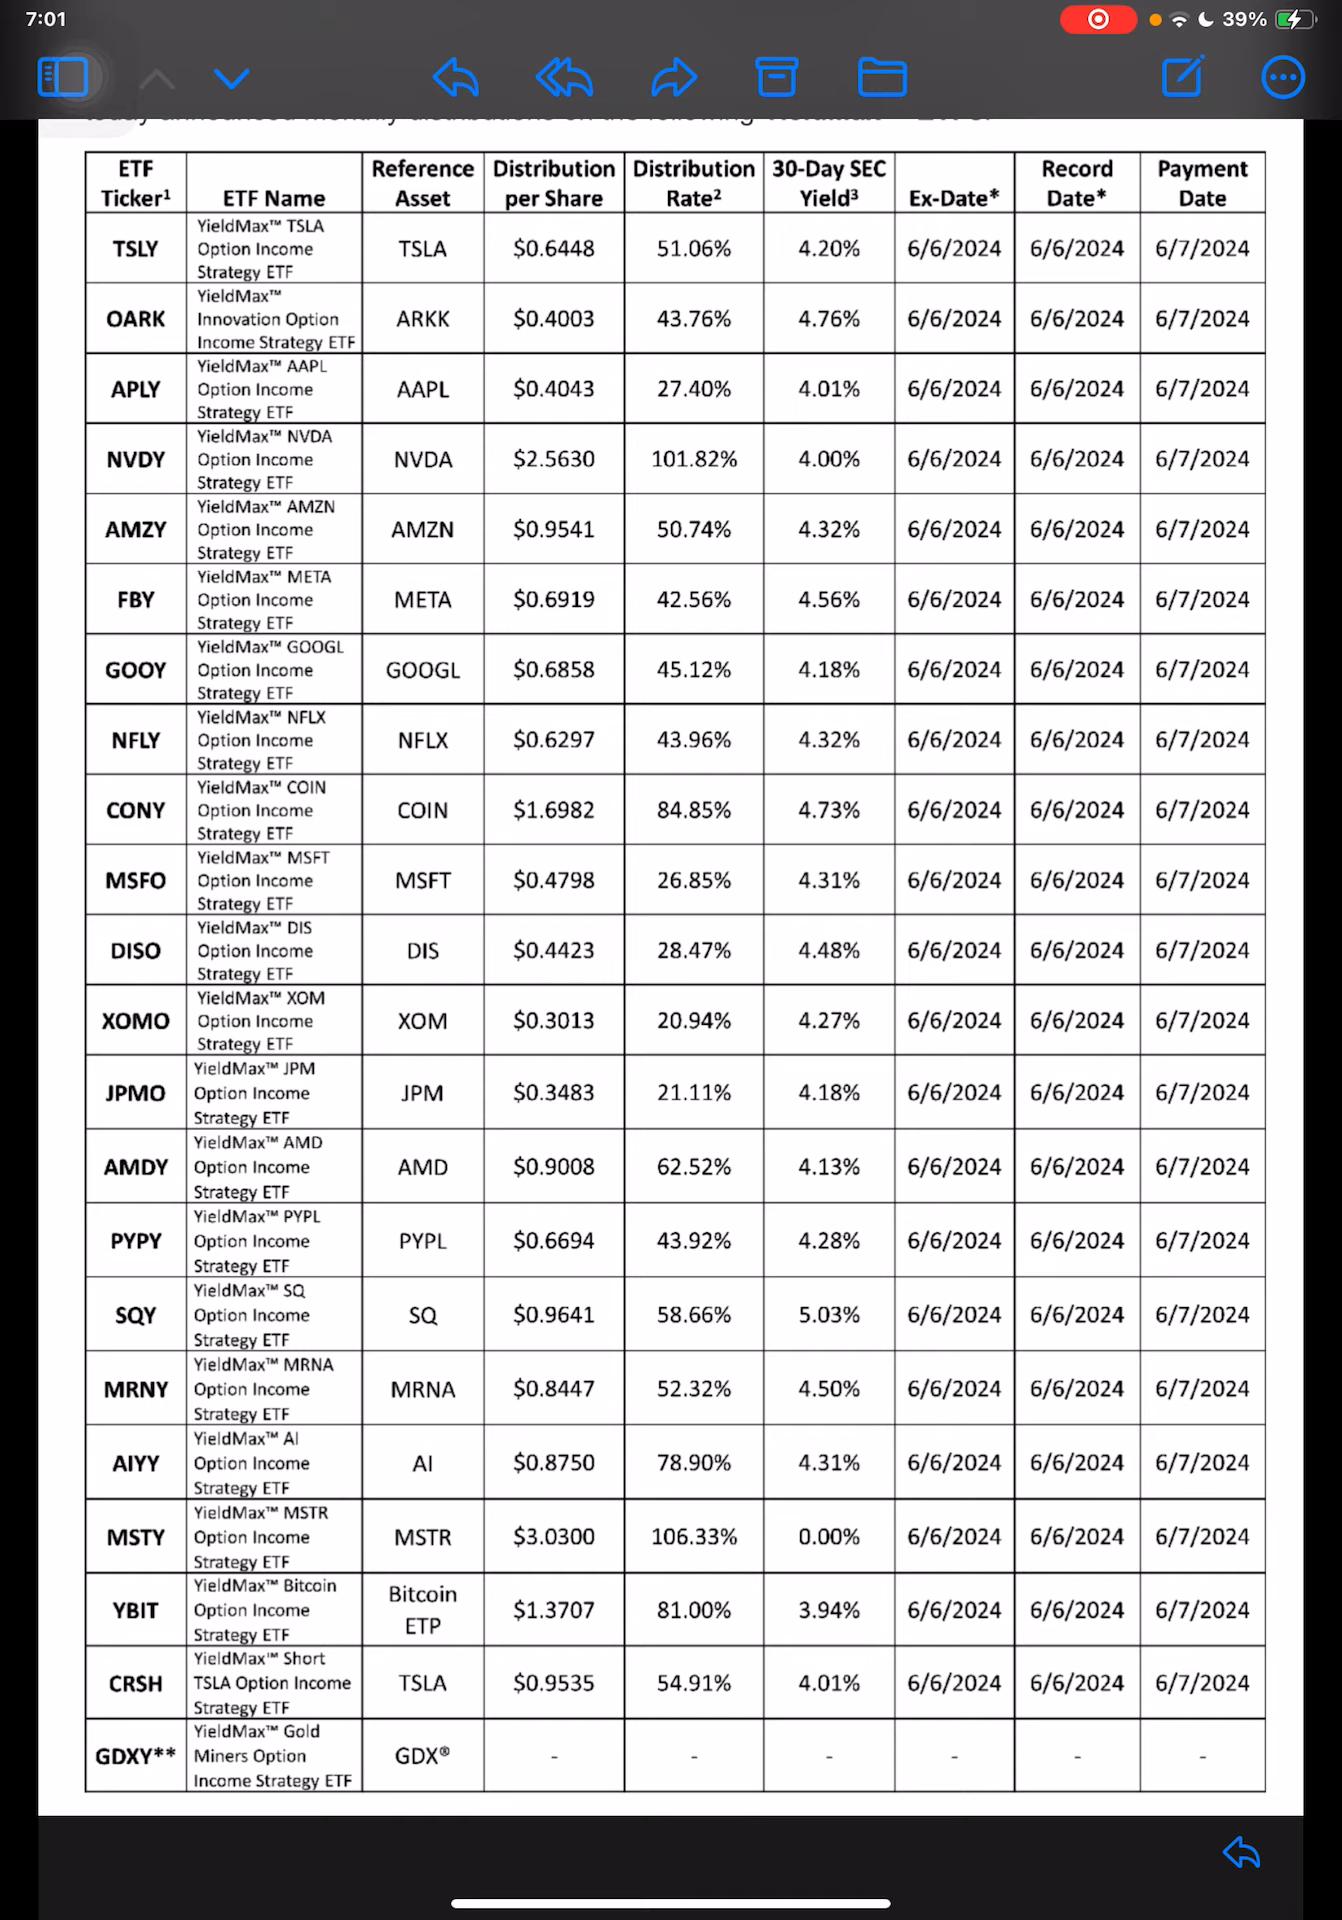 7:01
39%
today announced monthly distributions on the following
ETF Ticker¹ ETF Name Reference Asset Distribution per Share Distribution Rate² 30-Day SEC Yield³ Ex-Date* Record Date* Payment Date
TSLY YieldMax™ TSLA Option Income Strategy ETF TSLA $0.6448 51.06% 4.20% 6/6/2024 6/6/2024 6/7/2024
OARK YieldMax™ Innovation Option Income Strategy ETF ARKK $0.4003 43.76% 4.76% 6/6/2024 6/6/2024 6/7/2024
APLY YieldMax™ AAPL Option Income Strategy ETF AAPL $0.4043 27.40% 4.01% 6/6/2024 6/6/2024 6/7/2024
NVDY YieldMax™ NVDA Option Income Strategy ETF NVDA $2.5630 101.82% 4.00% 6/6/2024 6/6/2024 6/7/2024
AMZY YieldMax™ AMZN Option Income Strategy ETF AMZN $0.9541 50.74% 4.32% 6/6/2024 6/6/2024 6/7/2024
FBY YieldMax™ META Option Income Strategy ETF META $0.6919 42.56% 4.56% 6/6/2024 6/6/2024 6/7/2024
GOOY YieldMax™ GOOGL Option Income Strategy ETF GOOGL $0.6858 45.12% 4.18% 6/6/2024 6/6/2024 6/7/2024
NFLY YieldMax™ NFLX Option Income Strategy ETF NFLX $0.6297 43.96% 4.32% 6/6/2024 6/6/2024 6/7/2024
CONY YieldMax™ COIN Option Income Strategy ETF COIN $1.6982 84.85% 4.73% 6/6/2024 6/6/2024 6/7/2024
MSFO YieldMax™ MSFT Option Income Strategy ETF MSFT $0.4798 26.85% 4.31% 6/6/2024 6/6/2024 6/7/2024
DISO YieldMax™ DIS Option Income Strategy ETF DIS $0.4423 28.47% 4.48% 6/6/2024 6/6/2024 6/7/2024
XOMO YieldMax™ XOM Option Income Strategy ETF XOM $0.3013 20.94% 4.27% 6/6/2024 6/6/2024 6/7/2024
JPMO YieldMax™ JPM Option Income Strategy ETF JPM $0.3483 21.11% 4.18% 6/6/2024 6/6/2024 6/7/2024
AMDY YieldMax™ AMD Option Income Strategy ETF AMD $0.9008 62.52% 4.13% 6/6/2024 6/6/2024 6/7/2024
PYPY YieldMax™ PYPL Option Income Strategy ETF PYPL $0.6694 43.92% 4.28% 6/6/2024 6/6/2024 6/7/2024
SQY YieldMax™ SQ Option Income Strategy ETF SQ $0.9641 58.66% 5.03% 6/6/2024 6/6/2024 6/7/2024
MRNY YieldMax™ MRNA Option Income Strategy ETF MRNA $0.8447 52.32% 4.50% 6/6/2024 6/6/2024 6/7/2024
AIYY YieldMax™ AI Option Income Strategy ETF AI $0.8750 78.90% 4.31% 6/6/2024 6/6/2024 6/7/2024
MSTY YieldMax™ MSTR Option Income Strategy ETF MSTR $3.0300 106.33% 0.00% 6/6/2024 6/6/2024 6/7/2024
YBIT YieldMax™ Bitcoin Option Income Strategy ETF Bitcoin ETP $1.3707 81.00% 3.94% 6/6/2024 6/6/2024 6/7/2024
CRSH YieldMax™ Short TSLA Option Income Strategy ETF TSLA $0.9535 54.91% 4.01% 6/6/2024 6/6/2024 6/7/2024
GDXY** YieldMax™ Gold Miners Option Income Strategy ETF GDX® - - - - - -